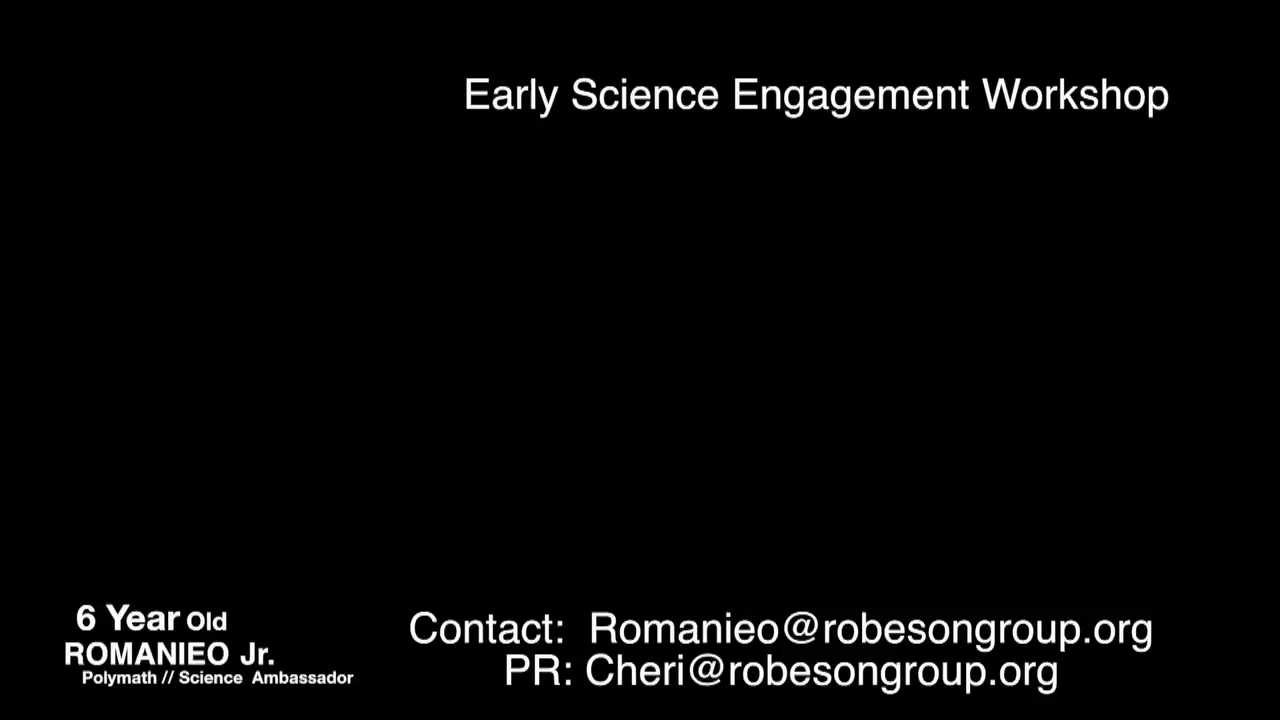 Early Science Engagement Workshop
6 Year Old
ROMANIEO Jr.
Polymath // Science Ambassador
Contact: Romanieo@robesongroup.org
PR: Cheri@robesongroup.org